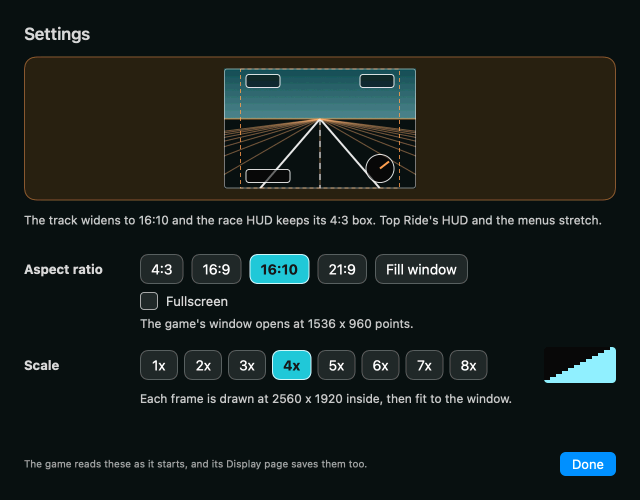 Settings
The track widens to 16:10 and the race HUD keeps its 4:3 box. Top Ride's HUD and the menus stretch.
Aspect ratio
4:3
16:9
16:10
21:9
Fill window
Fullscreen
The game's window opens at 1536 x 960 points.
Scale
1x
2x
3x
4x
5x
6x
7x
8x
Each frame is drawn at 2560 x 1920 inside, then fit to the window.
The game reads these as it starts, and its Display page saves them too.
Done